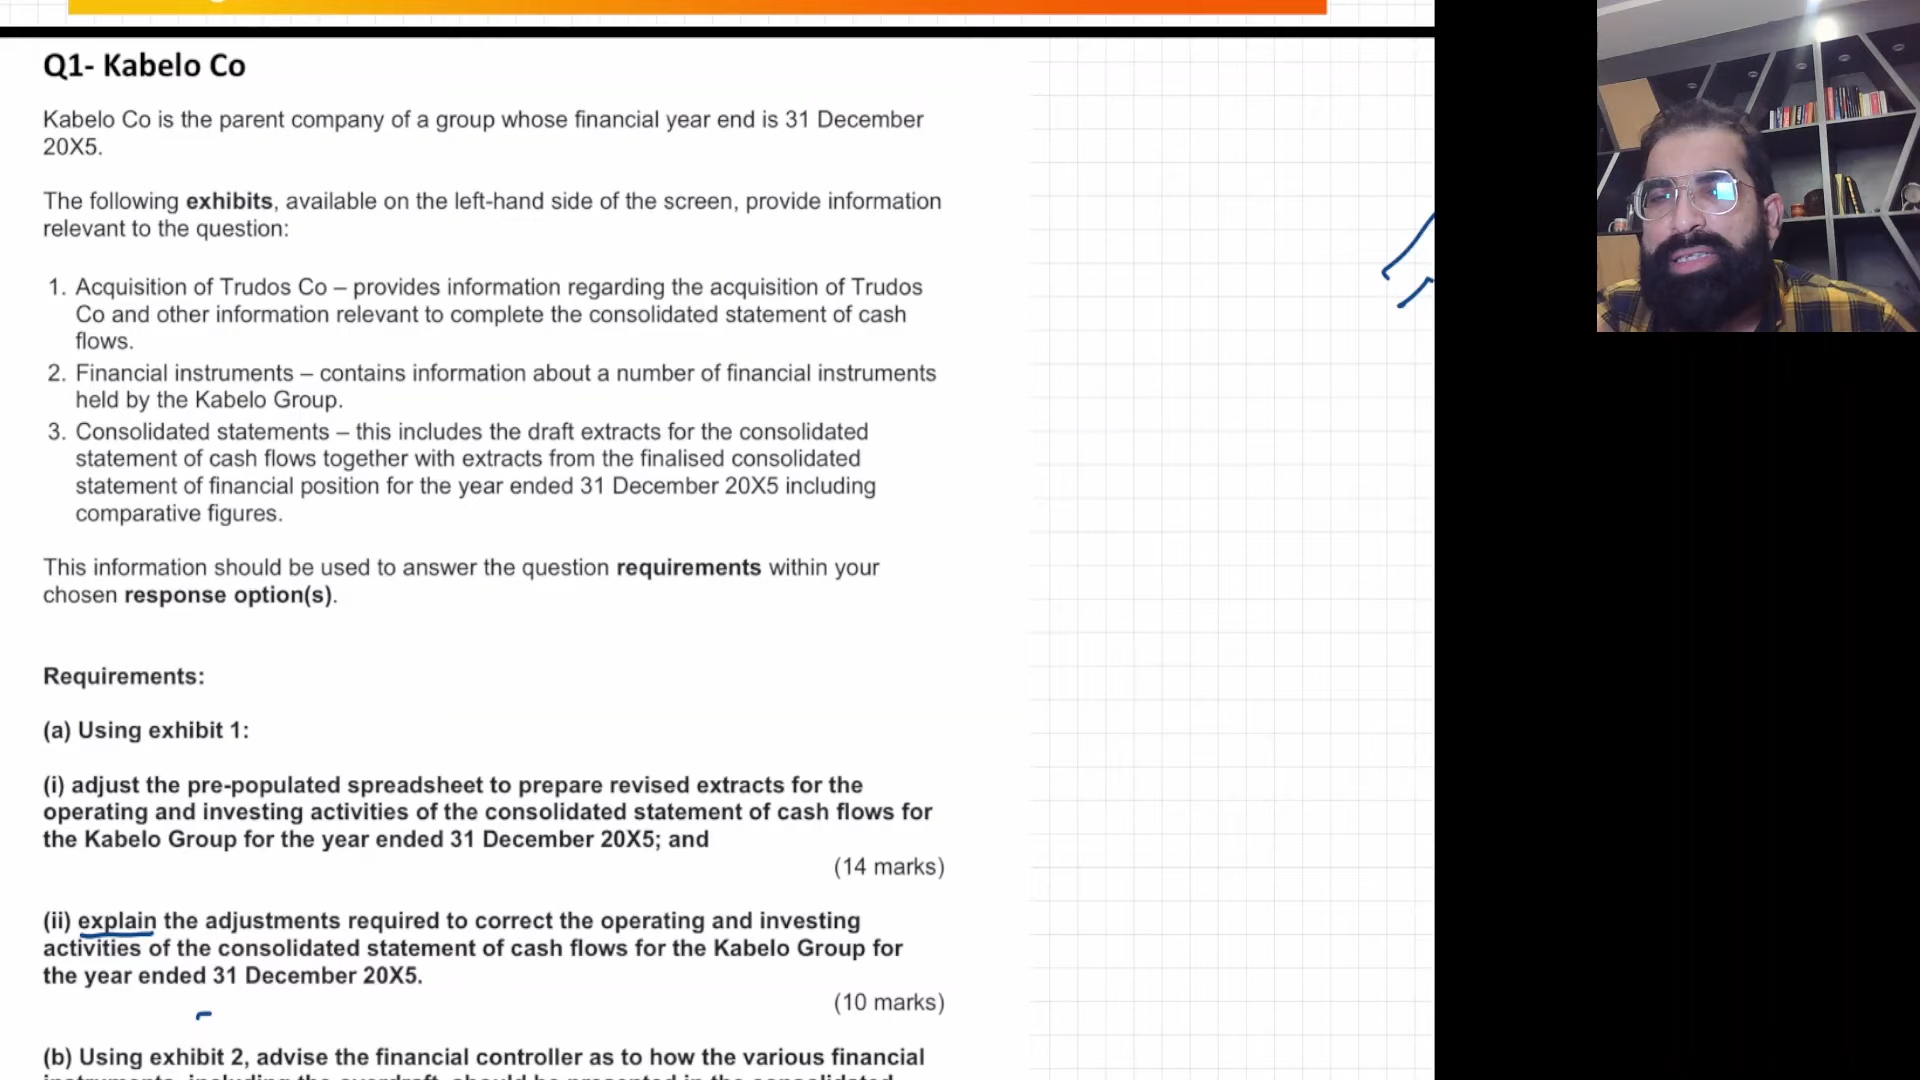 Q1- Kabelo Co
Kabelo Co is the parent company of a group whose financial year end is 31 December
20X5.
The following exhibits, available on the left-hand side of the screen, provide information
relevant to the question:
1. Acquisition of Trudos Co – provides information regarding the acquisition of Trudos
Co and other information relevant to complete the consolidated statement of cash
flows.
2. Financial instruments – contains information about a number of financial instruments
held by the Kabelo Group.
3. Consolidated statements – this includes the draft extracts for the consolidated
statement of cash flows together with extracts from the finalised consolidated
statement of financial position for the year ended 31 December 20X5 including
comparative figures.
This information should be used to answer the question requirements within your
chosen response option(s).
Requirements:
(a) Using exhibit 1:
(i) adjust the pre-populated spreadsheet to prepare revised extracts for the
operating and investing activities of the consolidated statement of cash flows for
the Kabelo Group for the year ended 31 December 20X5; and
(14 marks)
(ii) explain the adjustments required to correct the operating and investing
activities of the consolidated statement of cash flows for the Kabelo Group for
the year ended 31 December 20X5.
(10 marks)
(b) Using exhibit 2, advise the financial controller as to how the various financial
instruments, including the overdraft, should be presented in the consolidated